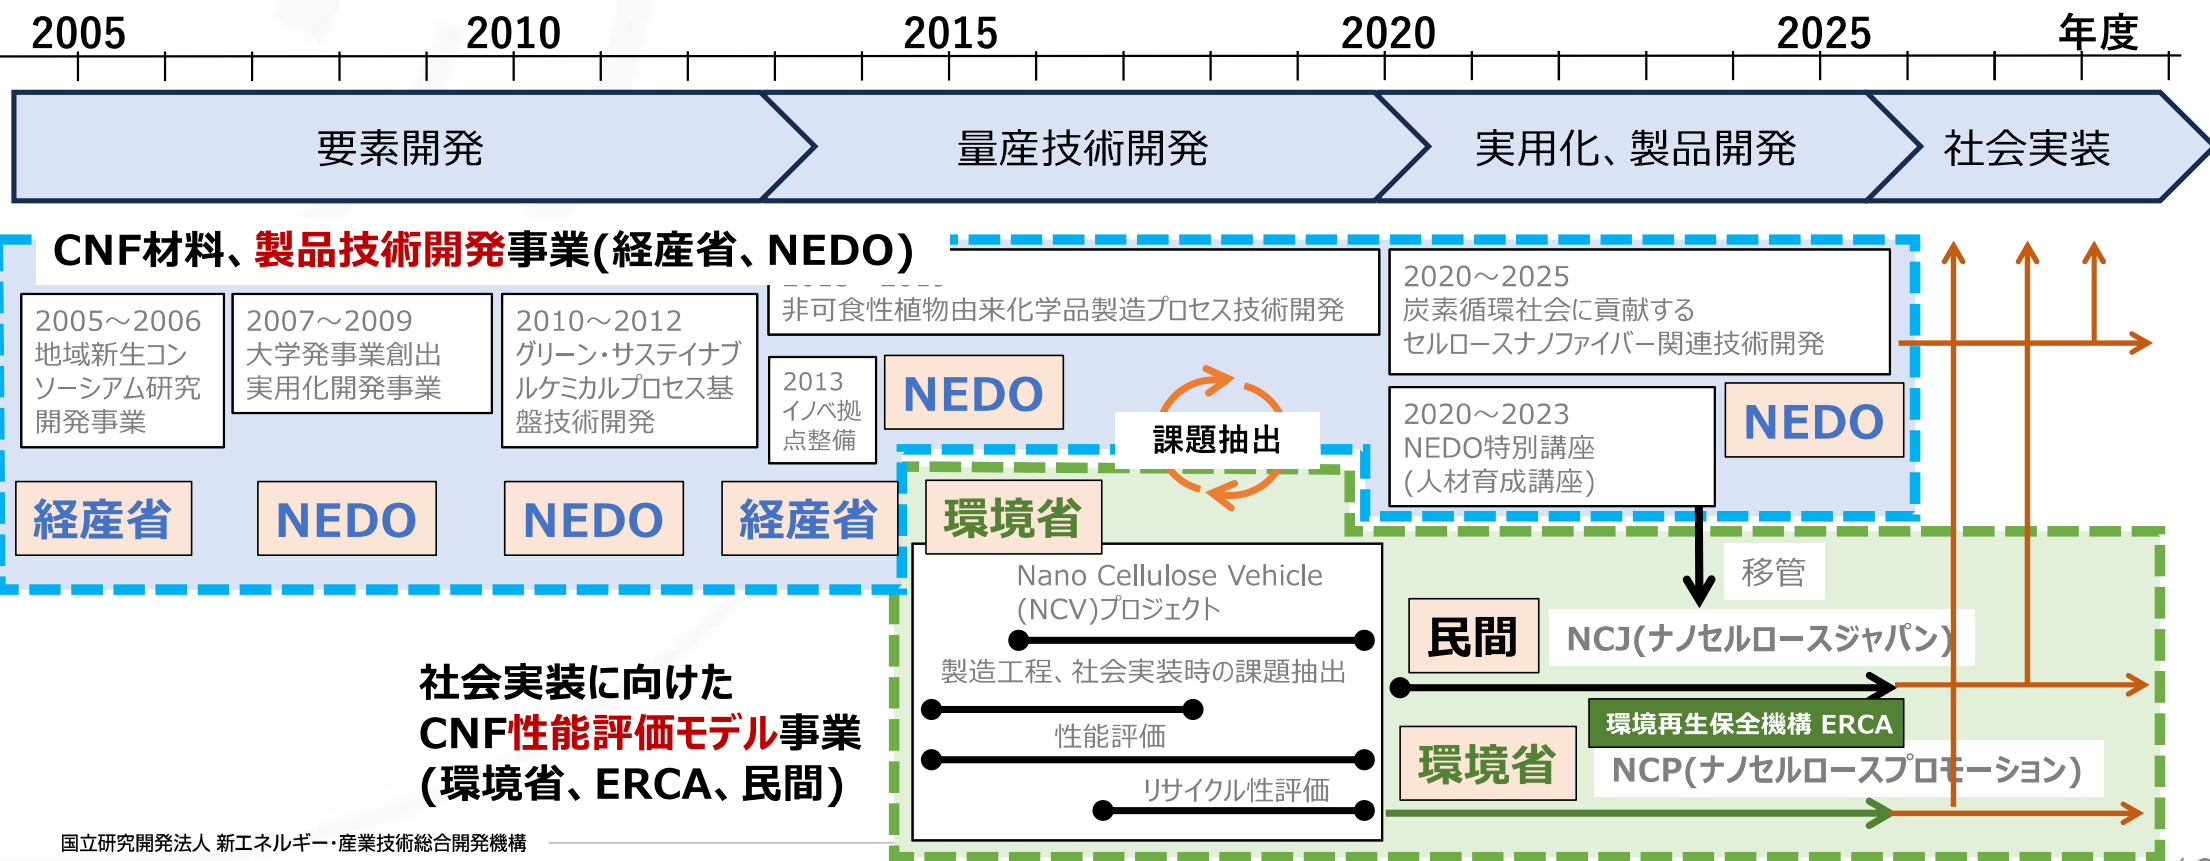 2005 2010 2015 2020 2025 年度
要素開発 量産技術開発 実用化、製品開発 社会実装
CNF材料、製品技術開発事業(経産省、NEDO)
2005～2006
地域新生コン
ソーシアム研究
開発事業
経産省
2007～2009
大学発事業創出
実用化開発事業
NEDO
2010～2012
グリーン・サステイナブ
ルケミカルプロセス基
盤技術開発
NEDO
非可食性植物由来化学品製造プロセス技術開発
2013
イノベ拠
点整備
経産省
NEDO
課題抽出
2020～2025
炭素循環社会に貢献する
セルロースナノファイバー関連技術開発
2020～2023
NEDO特別講座
(人材育成講座)
NEDO
移管
環境省
Nano Cellulose Vehicle
(NCV)プロジェクト
製造工程、社会実装時の課題抽出
性能評価
リサイクル性評価
民間
NCJ(ナノセルロースジャパン)
環境再生保全機構 ERCA
環境省
NCP(ナノセルロースプロモーション)
社会実装に向けた
CNF性能評価モデル事業
(環境省、ERCA、民間)
国立研究開発法人 新エネルギー・産業技術総合開発機構